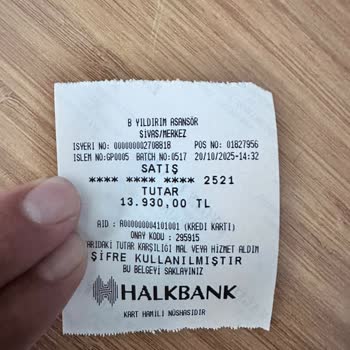 B YILDIRIM ASANSÖR
SİVAS/MERKEZ
ISYERI NO: 000000002708818 POS NO: 01827956
ISLEM NO:GP0005 BATCH NO:0517 20/10/2025-14:32
SATIŞ
**** **** **** 2521
TUTAR
13.930,00 TL
AID : A000000004101001 (KREDI KARTI)
ONAY KODU : 295915
ARIDAKI TUTAR KARŞILIGI MAL VEYA HIZMET ALDIM
ŞİFRE KULLANILMIŞTIR
BU BELGEYI SAKLAYINIZ
HALKBANK
KART HAMILI NÜSHASIDIR